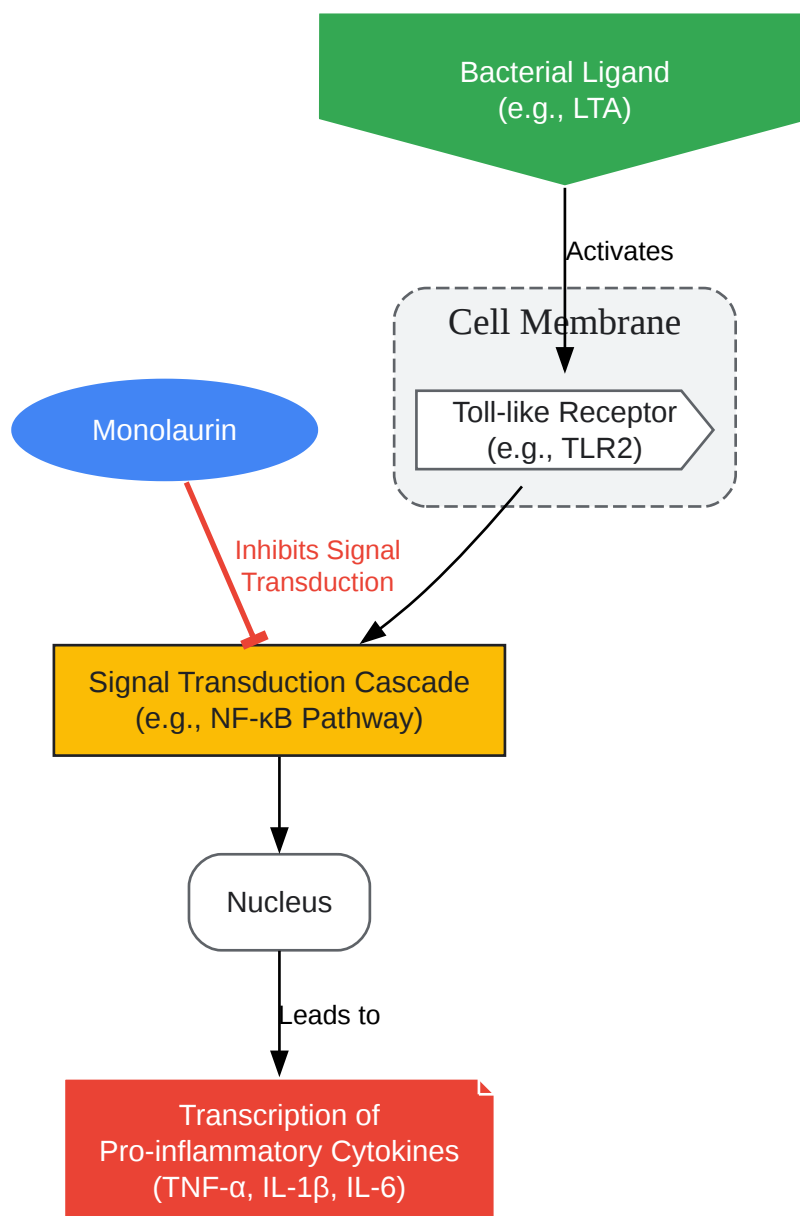 Bacterial Ligand
(e.g., LTA)
Activates
Cell Membrane
Toll-like Receptor
(e.g., TLR2)
Monolaurin
Inhibits Signal
Transduction
Signal Transduction Cascade
(e.g., NF-κB Pathway)
Nucleus
Leads to
Transcription of
Pro-inflammatory Cytokines
(TNF-α, IL-1β, IL-6)